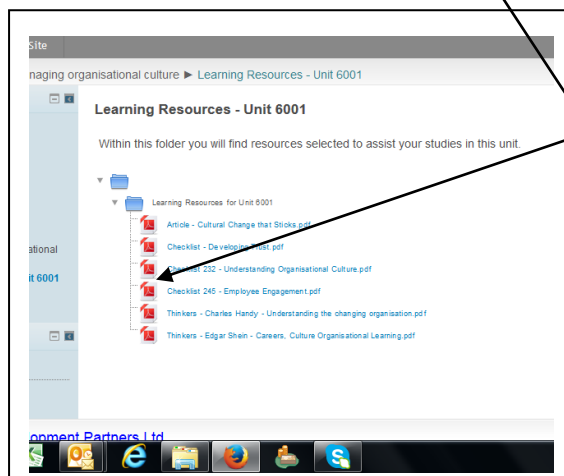 Site
naging organisational culture ► Learning Resources - Unit 6001
Learning Resources - Unit 6001
Within this folder you will find resources selected to assist your studies in this unit.
Learning Resources for Unit 6001
Article - Cultural Change that Sticks.pdf
Checklist - Developing Trust.pdf
ational
Checklist 232 - Understanding Organisational Culture.pdf
it 6001
Checklist 245 - Employee Engagement.pdf
Thinkers - Charles Handy - Understanding the changing organisation.pdf
Thinkers - Edgar Shein - Careers, Culture Organisational Learning.pdf
opment Partners Ltd